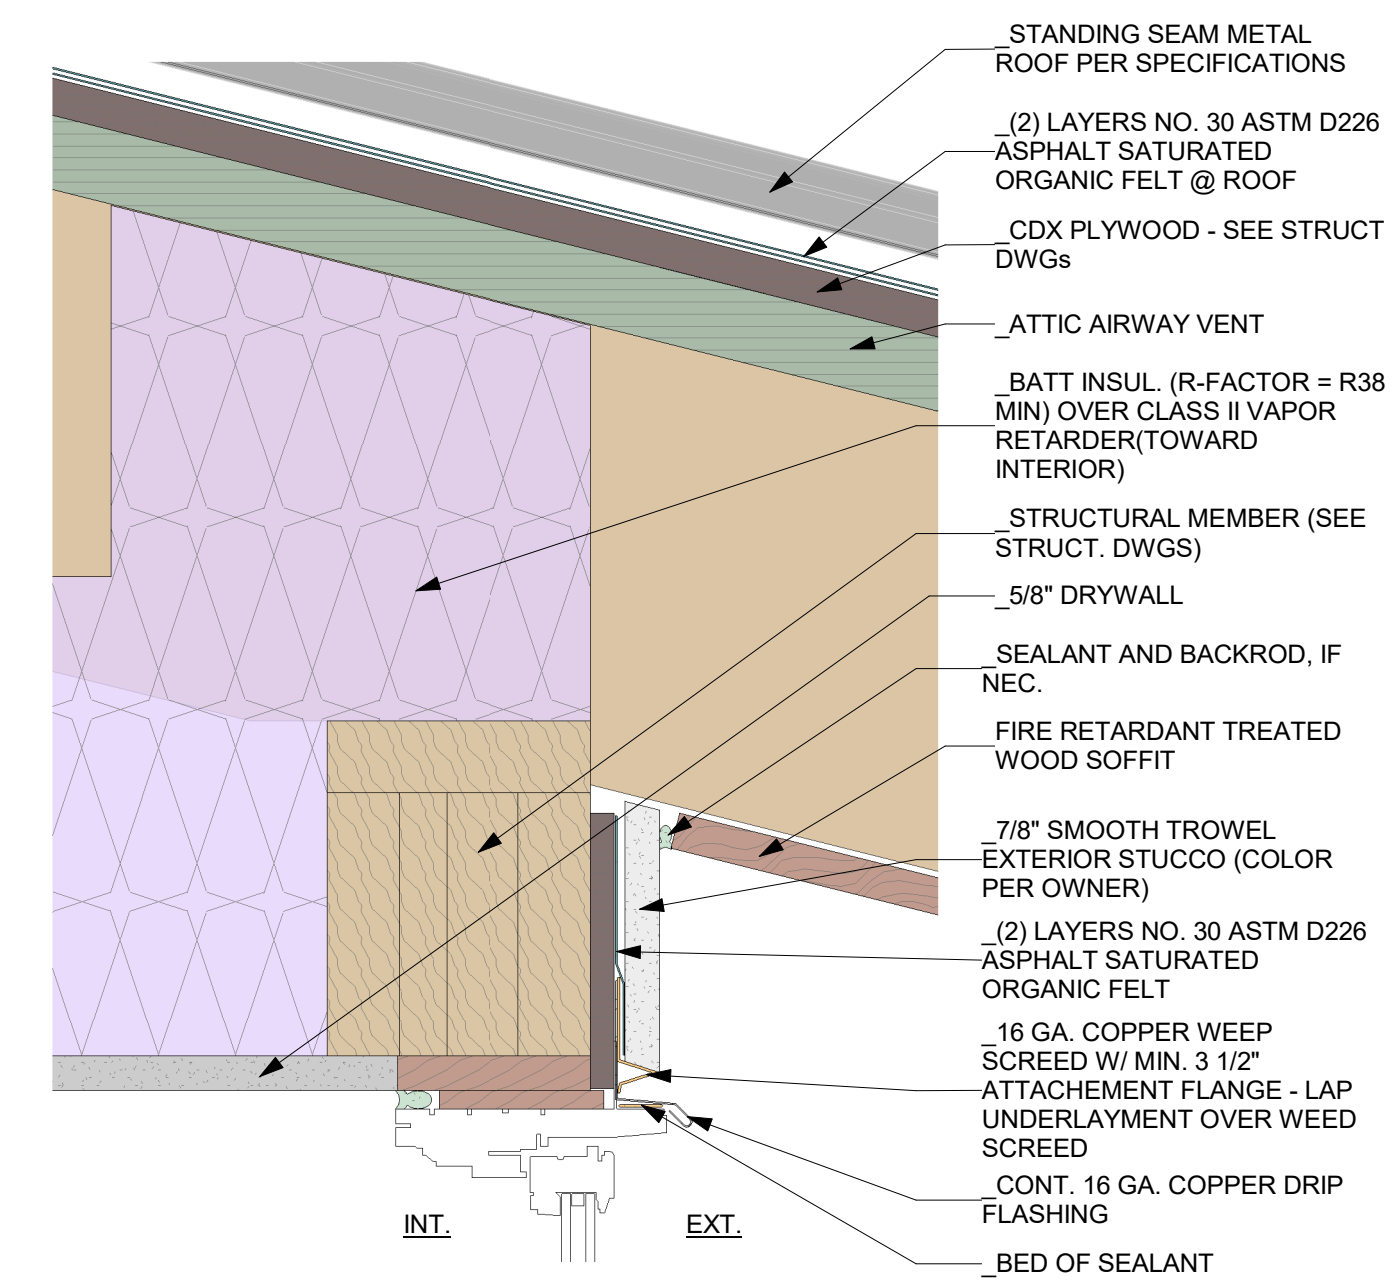 _STANDING SEAM METAL
ROOF PER SPECIFICATIONS
_(2) LAYERS NO. 30 ASTM D226
ASPHALT SATURATED
ORGANIC FELT @ ROOF
_CDX PLYWOOD - SEE STRUCT
DWGs
_ATTIC AIRWAY VENT
_BATT INSUL. (R-FACTOR = R38
MIN) OVER CLASS II VAPOR
RETARDER(TOWARD
INTERIOR)
_STRUCTURAL MEMBER (SEE
STRUCT. DWGS)
_5/8" DRYWALL
_SEALANT AND BACKROD, IF
NEC.
FIRE RETARDANT TREATED
WOOD SOFFIT
_7/8" SMOOTH TROWEL
EXTERIOR STUCCO (COLOR
PER OWNER)
_(2) LAYERS NO. 30 ASTM D226
ASPHALT SATURATED
ORGANIC FELT
_16 GA. COPPER WEEP
SCREED W/ MIN. 3 1/2"
ATTACHEMENT FLANGE - LAP
UNDERLAYMENT OVER WEED
SCREED
_CONT. 16 GA. COPPER DRIP
FLASHING
_BED OF SEALANT
INT.
EXT.